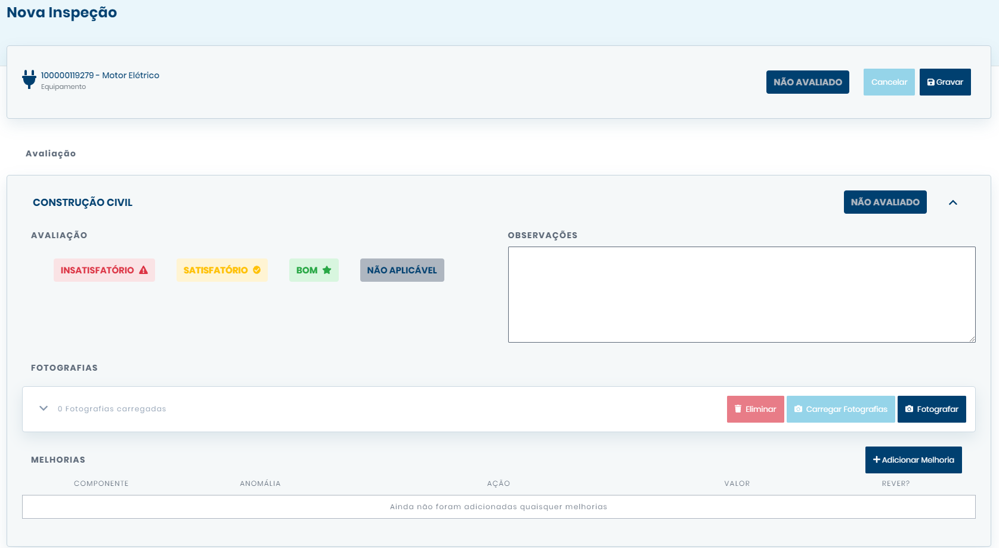 Nova Inspeção
100000119279 - Motor Elétrico
Equipamento
NÃO AVALIADO
Cancelar
Gravar
Avaliação
CONSTRUÇÃO CIVIL
NÃO AVALIADO
AVALIAÇÃO
INSATISFATÓRIO
SATISFATÓRIO
BOM
NÃO APLICÁVEL
OBSERVAÇÕES
FOTOGRAFIAS
0 Fotografias carregadas
Eliminar
Carregar Fotografias
Fotografar
MELHORIAS
Adicionar Melhoria
COMPONENTE ANOMÁLIA AÇÃO VALOR REVER?
Ainda não foram adicionadas quaisquer melhorias